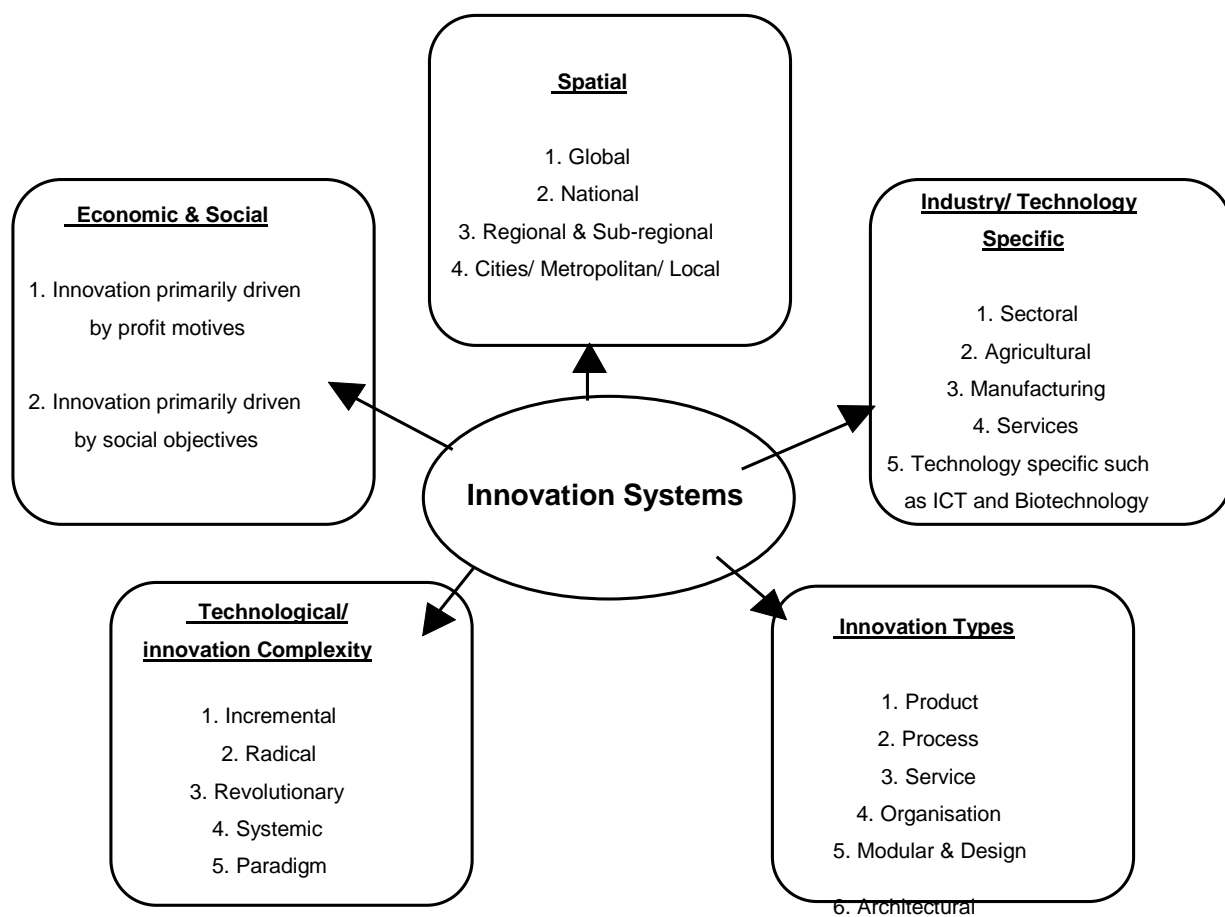 Spatial
1. Global
2. National
3. Regional & Sub-regional
4. Cities/ Metropolitan/ Local
Economic & Social
1. Innovation primarily driven
by profit motives
2. Innovation primarily driven
by social objectives
Industry/ Technology
Specific
1. Sectoral
2. Agricultural
3. Manufacturing
4. Services
5. Technology specific such
as ICT and Biotechnology
Innovation Systems
Technological/
innovation Complexity
1. Incremental
2. Radical
3. Revolutionary
4. Systemic
5. Paradigm
Innovation Types
1. Product
2. Process
3. Service
4. Organisation
5. Modular & Design
6. Architectural